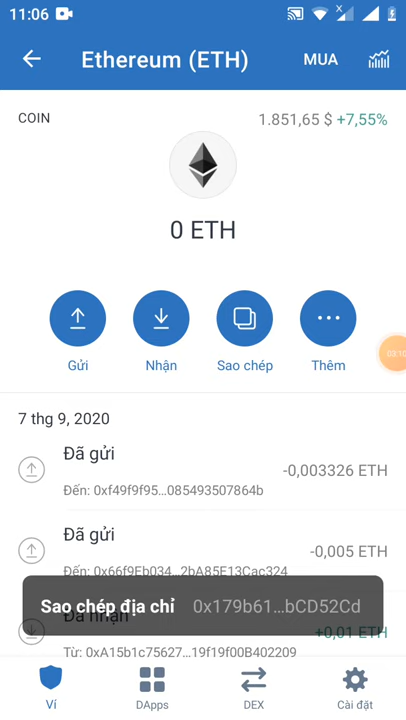 11:06
Ethereum (ETH)
MUA
COIN
1.851,65 $ +7,55%
0 ETH
Gửi
Nhận
Sao chép
Thêm
03:10
7 thg 9, 2020
Đã gửi
-0,003326 ETH
Đến: 0xf49f9f95...085493507864b
Đã gửi
-0,005 ETH
Đến: 0x66f9Eb034...2bA85E13Cac324
Sao chép địa chỉ 0x179b61...bCD52Cd
Đã nhận
+0,01 ETH
Từ: 0xA15b1c75627...19f19f00B402209
Ví
DApps
DEX
Cài đặt